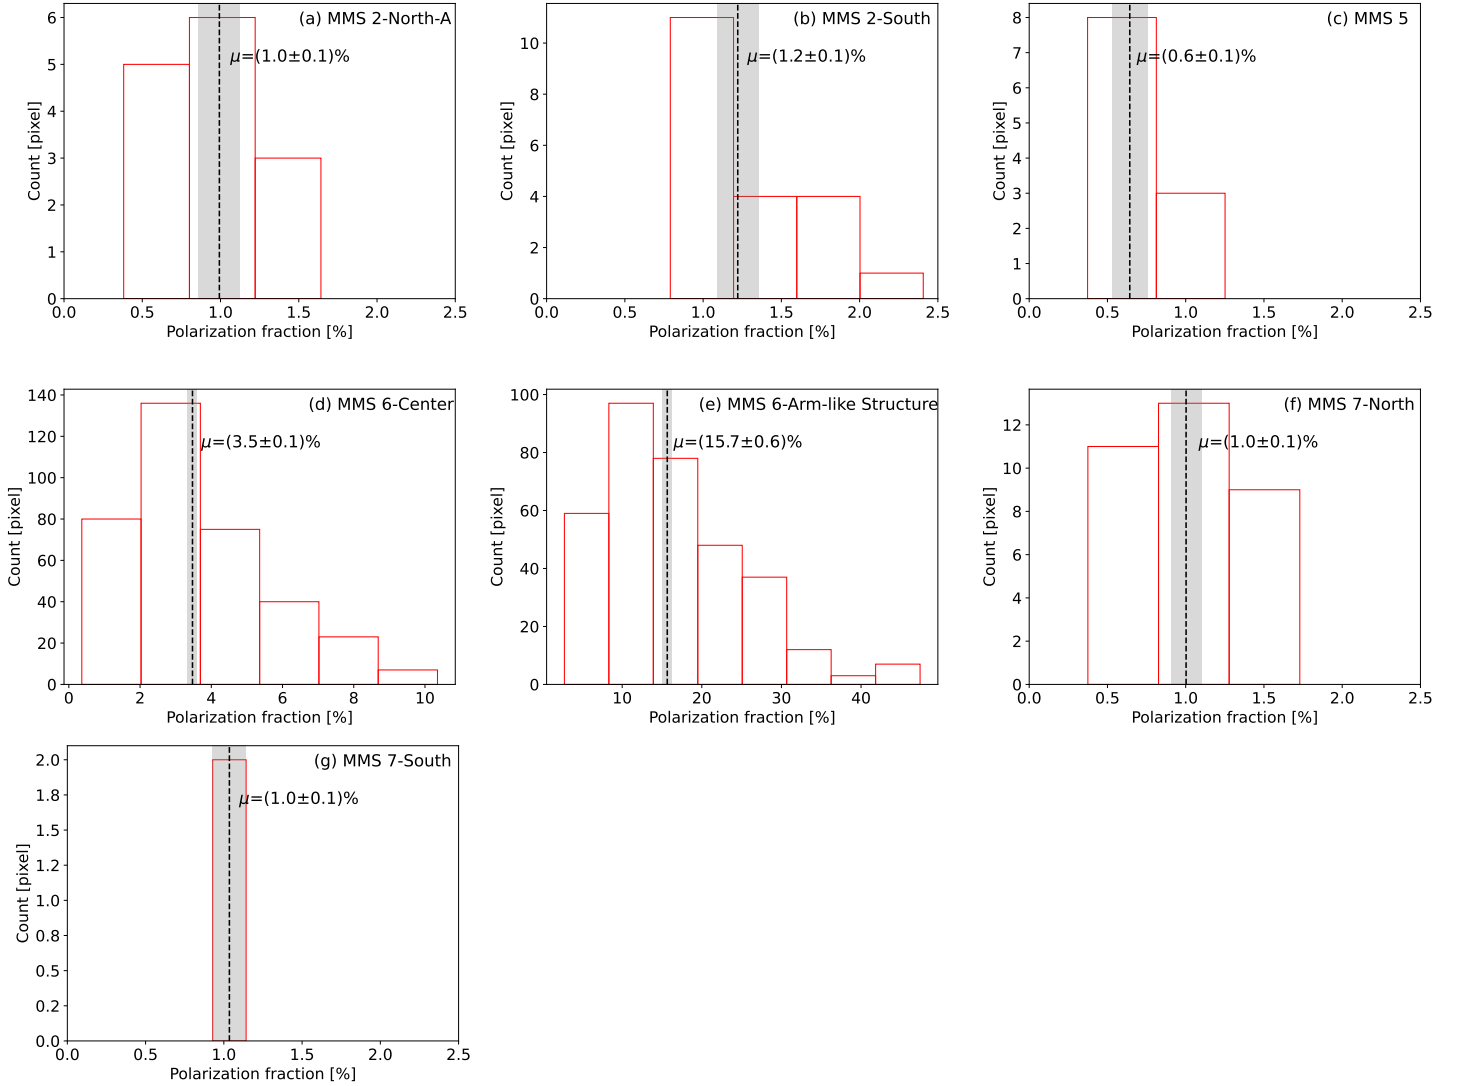 (a) MMS 2-North-A
μ=(1.0±0.1)%
6
5
4
3
2
1
0
Count [pixel]
0.0 0.5 1.0 1.5 2.0 2.5
Polarization fraction [%]
(b) MMS 2-South
μ=(1.2±0.1)%
10
8
6
4
2
0
Count [pixel]
0.0 0.5 1.0 1.5 2.0 2.5
Polarization fraction [%]
(c) MMS 5
μ=(0.6±0.1)%
8
7
6
5
4
3
2
1
0
Count [pixel]
0.0 0.5 1.0 1.5 2.0 2.5
Polarization fraction [%]
(d) MMS 6-Center
μ=(3.5±0.1)%
140
120
100
80
60
40
20
0
Count [pixel]
0 2 4 6 8 10
Polarization fraction [%]
(e) MMS 6-Arm-like Structure
μ=(15.7±0.6)%
100
80
60
40
20
0
Count [pixel]
10 20 30 40
Polarization fraction [%]
(f) MMS 7-North
μ=(1.0±0.1)%
12
10
8
6
4
2
0
Count [pixel]
0.0 0.5 1.0 1.5 2.0 2.5
Polarization fraction [%]
(g) MMS 7-South
μ=(1.0±0.1)%
2.0
1.8
1.5
1.2
1.0
0.8
0.5
0.2
0.0
Count [pixel]
0.0 0.5 1.0 1.5 2.0 2.5
Polarization fraction [%]